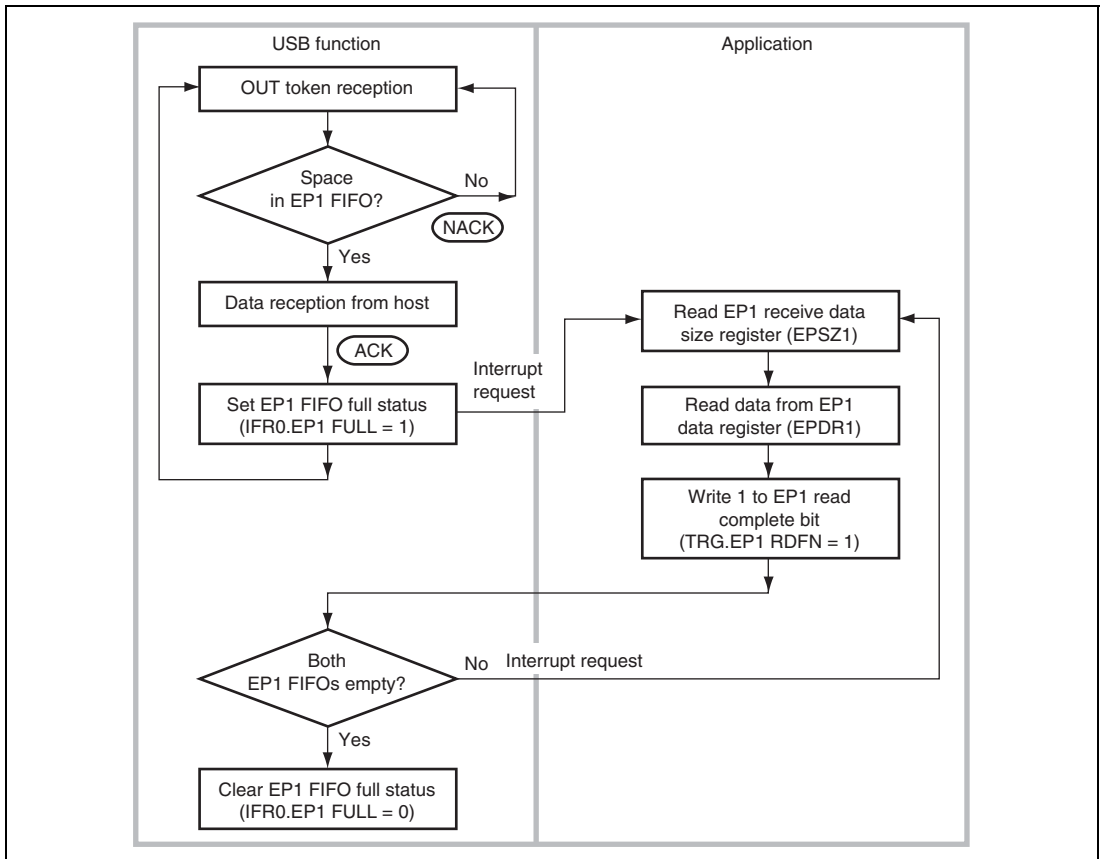 USB function
Application
OUT token reception
Space
in EP1 FIFO?
No
NACK
Yes
Data reception from host
ACK
Set EP1 FIFO full status
(IFR0.EP1 FULL = 1)
Interrupt
request
Read EP1 receive data
size register (EPSZ1)
Read data from EP1
data register (EPDR1)
Write 1 to EP1 read
complete bit
(TRG.EP1 RDFN = 1)
Both
EP1 FIFOs empty?
No Interrupt request
Yes
Clear EP1 FIFO full status
(IFR0.EP1 FULL = 0)